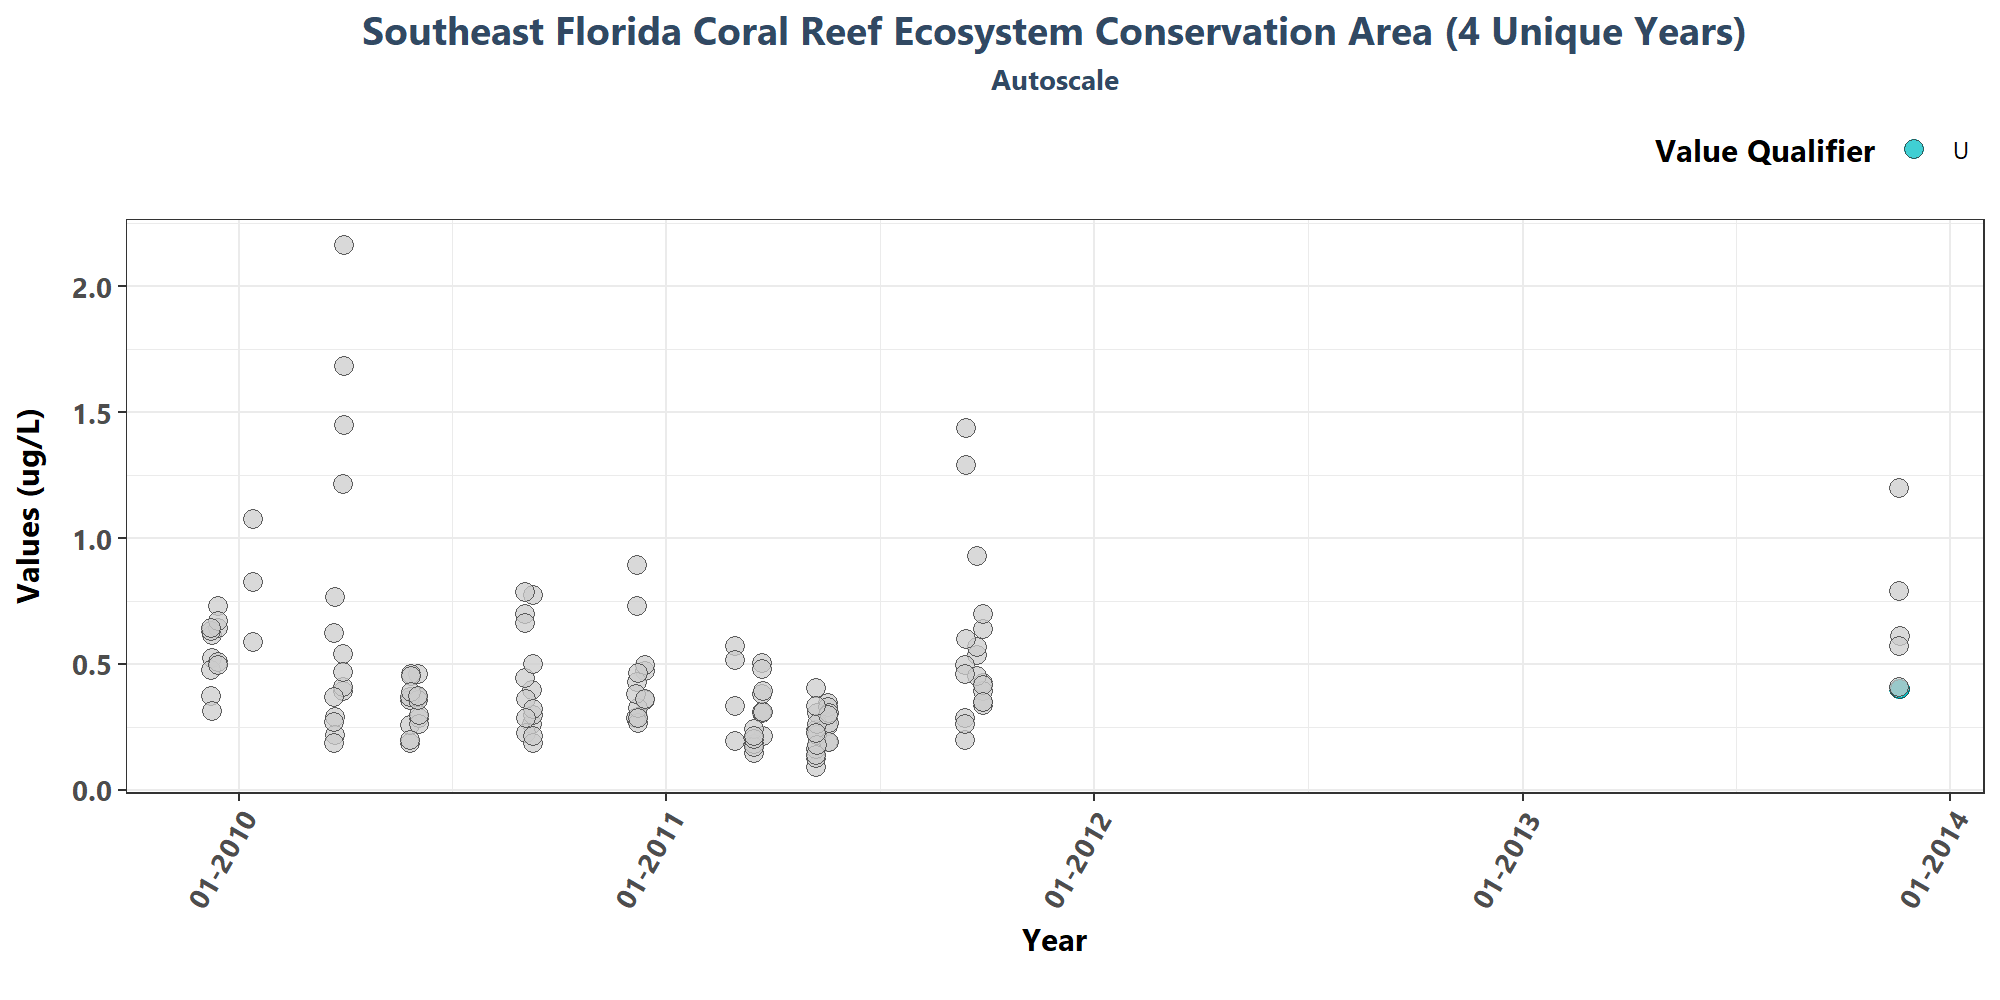 Southeast Florida Coral Reef Ecosystem Conservation Area (4 Unique Years)
Autoscale
Value Qualifier U
Values (ug/L)
2.0
1.5
1.0
0.5
0.0
01-2010 01-2011 01-2012 01-2013 01-2014
Year